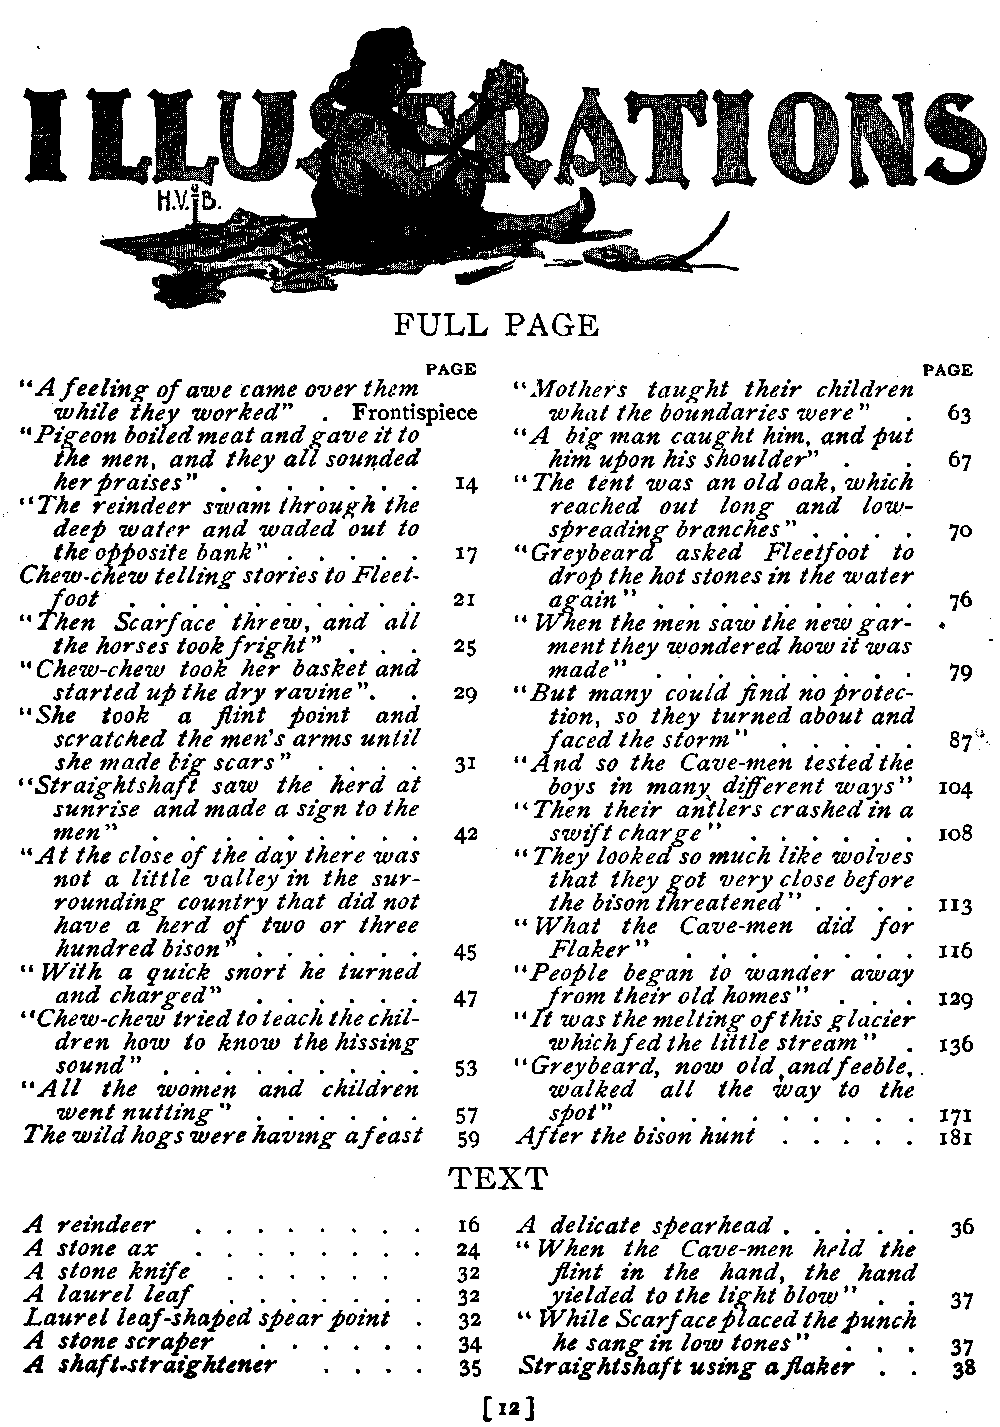 ILLUSTRATIONS
H.V.B.
FULL PAGE
PAGE
"A feeling of awe came over them
while they worked" . Frontispiece
"Pigeon boiled meat and gave it to
the men, and they all sounded
her praises" . . . . . . . 14
"The reindeer swam through the
deep water and waded out to
the opposite bank" . . . . . 17
Chew-chew telling stories to Fleet-
foot . . . . . . . . . . 21
"Then Scarface threw, and all
the horses took fright" . . . 25
"Chew-chew took her basket and
started up the dry ravine". . 29
"She took a flint point and
scratched the men's arms until
she made big scars" . . . . 31
"Straightshaft saw the herd at
sunrise and made a sign to the
men" . . . . . . . . . 42
"At the close of the day there was
not a little valley in the sur-
rounding country that did not
have a herd of two or three
hundred bison" . . . . . . 45
"With a quick snort he turned
and charged" . . . . . . 47
"Chew-chew tried to teach the chil-
dren how to know the hissing
sound" . . . . . . . . . 53
"All the women and children
went nutting" . . . . . . 57
The wild hogs were having a feast 59
PAGE
"Mothers taught their children
what the boundaries were" . 63
"A big man caught him, and put
him upon his shoulder" . . 67
"The tent was an old oak, which
reached out long and low-
spreading branches" . . . . 70
"Greybeard asked Fleetfoot to
drop the hot stones in the water
again" . . . . . . . . . 76
"When the men saw the new gar-
ment they wondered how it was
made" . . . . . . . . . 79
"But many could find no protec-
tion, so they turned about and
faced the storm" . . . . . 87
"And so the Cave-men tested the
boys in many different ways" 104
"Then their antlers crashed in a
swift charge" . . . . . . 108
"They looked so much like wolves
that they got very close before
the bison threatened" . . . . 113
"What the Cave-men did for
Flaker" . . . . . . . 116
"People began to wander away
from their old homes" . . . 129
"It was the melting of this glacier
which fed the little stream" . 136
"Greybeard, now old and feeble,
walked all the way to the
spot" . . . . . . . . . 171
After the bison hunt . . . . . 181
TEXT
A reindeer . . . . . . . . 16
A stone ax . . . . . . . . 24
A stone knife . . . . . . 32
A laurel leaf . . . . . . . 32
Laurel leaf-shaped spear point . 32
A stone scraper . . . . . . 34
A shaft-straightener . . . . 35
A delicate spearhead . . . . . 36
"When the Cave-men held the
flint in the hand, the hand
yielded to the light blow" . . 37
"While Scarface placed the punch
he sang in low tones" . . . 37
Straightshaft using a flaker . . 38
[12]